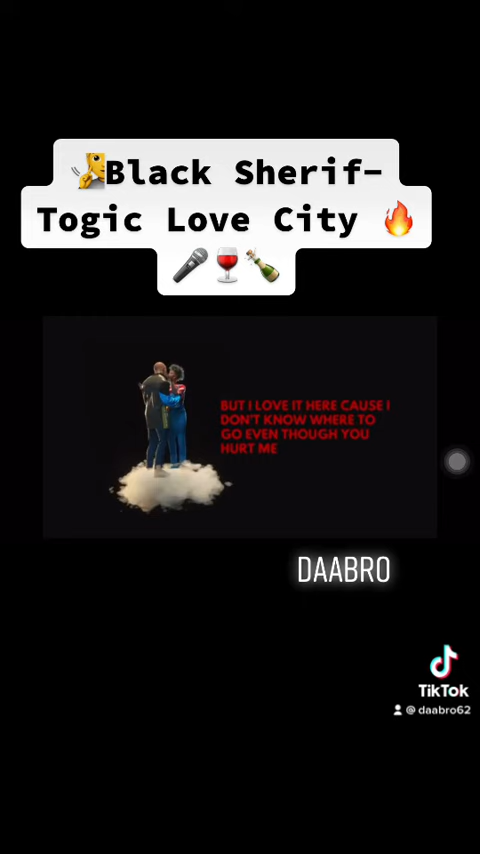 Black Sherif-
Togic Love City 🔥
🎤🍷🍾
BUT I LOVE IT HERE CAUSE I
DON'T KNOW WHERE TO
GO EVEN THOUGH YOU
HURT ME
DAABRO
TikTok
@daabro62